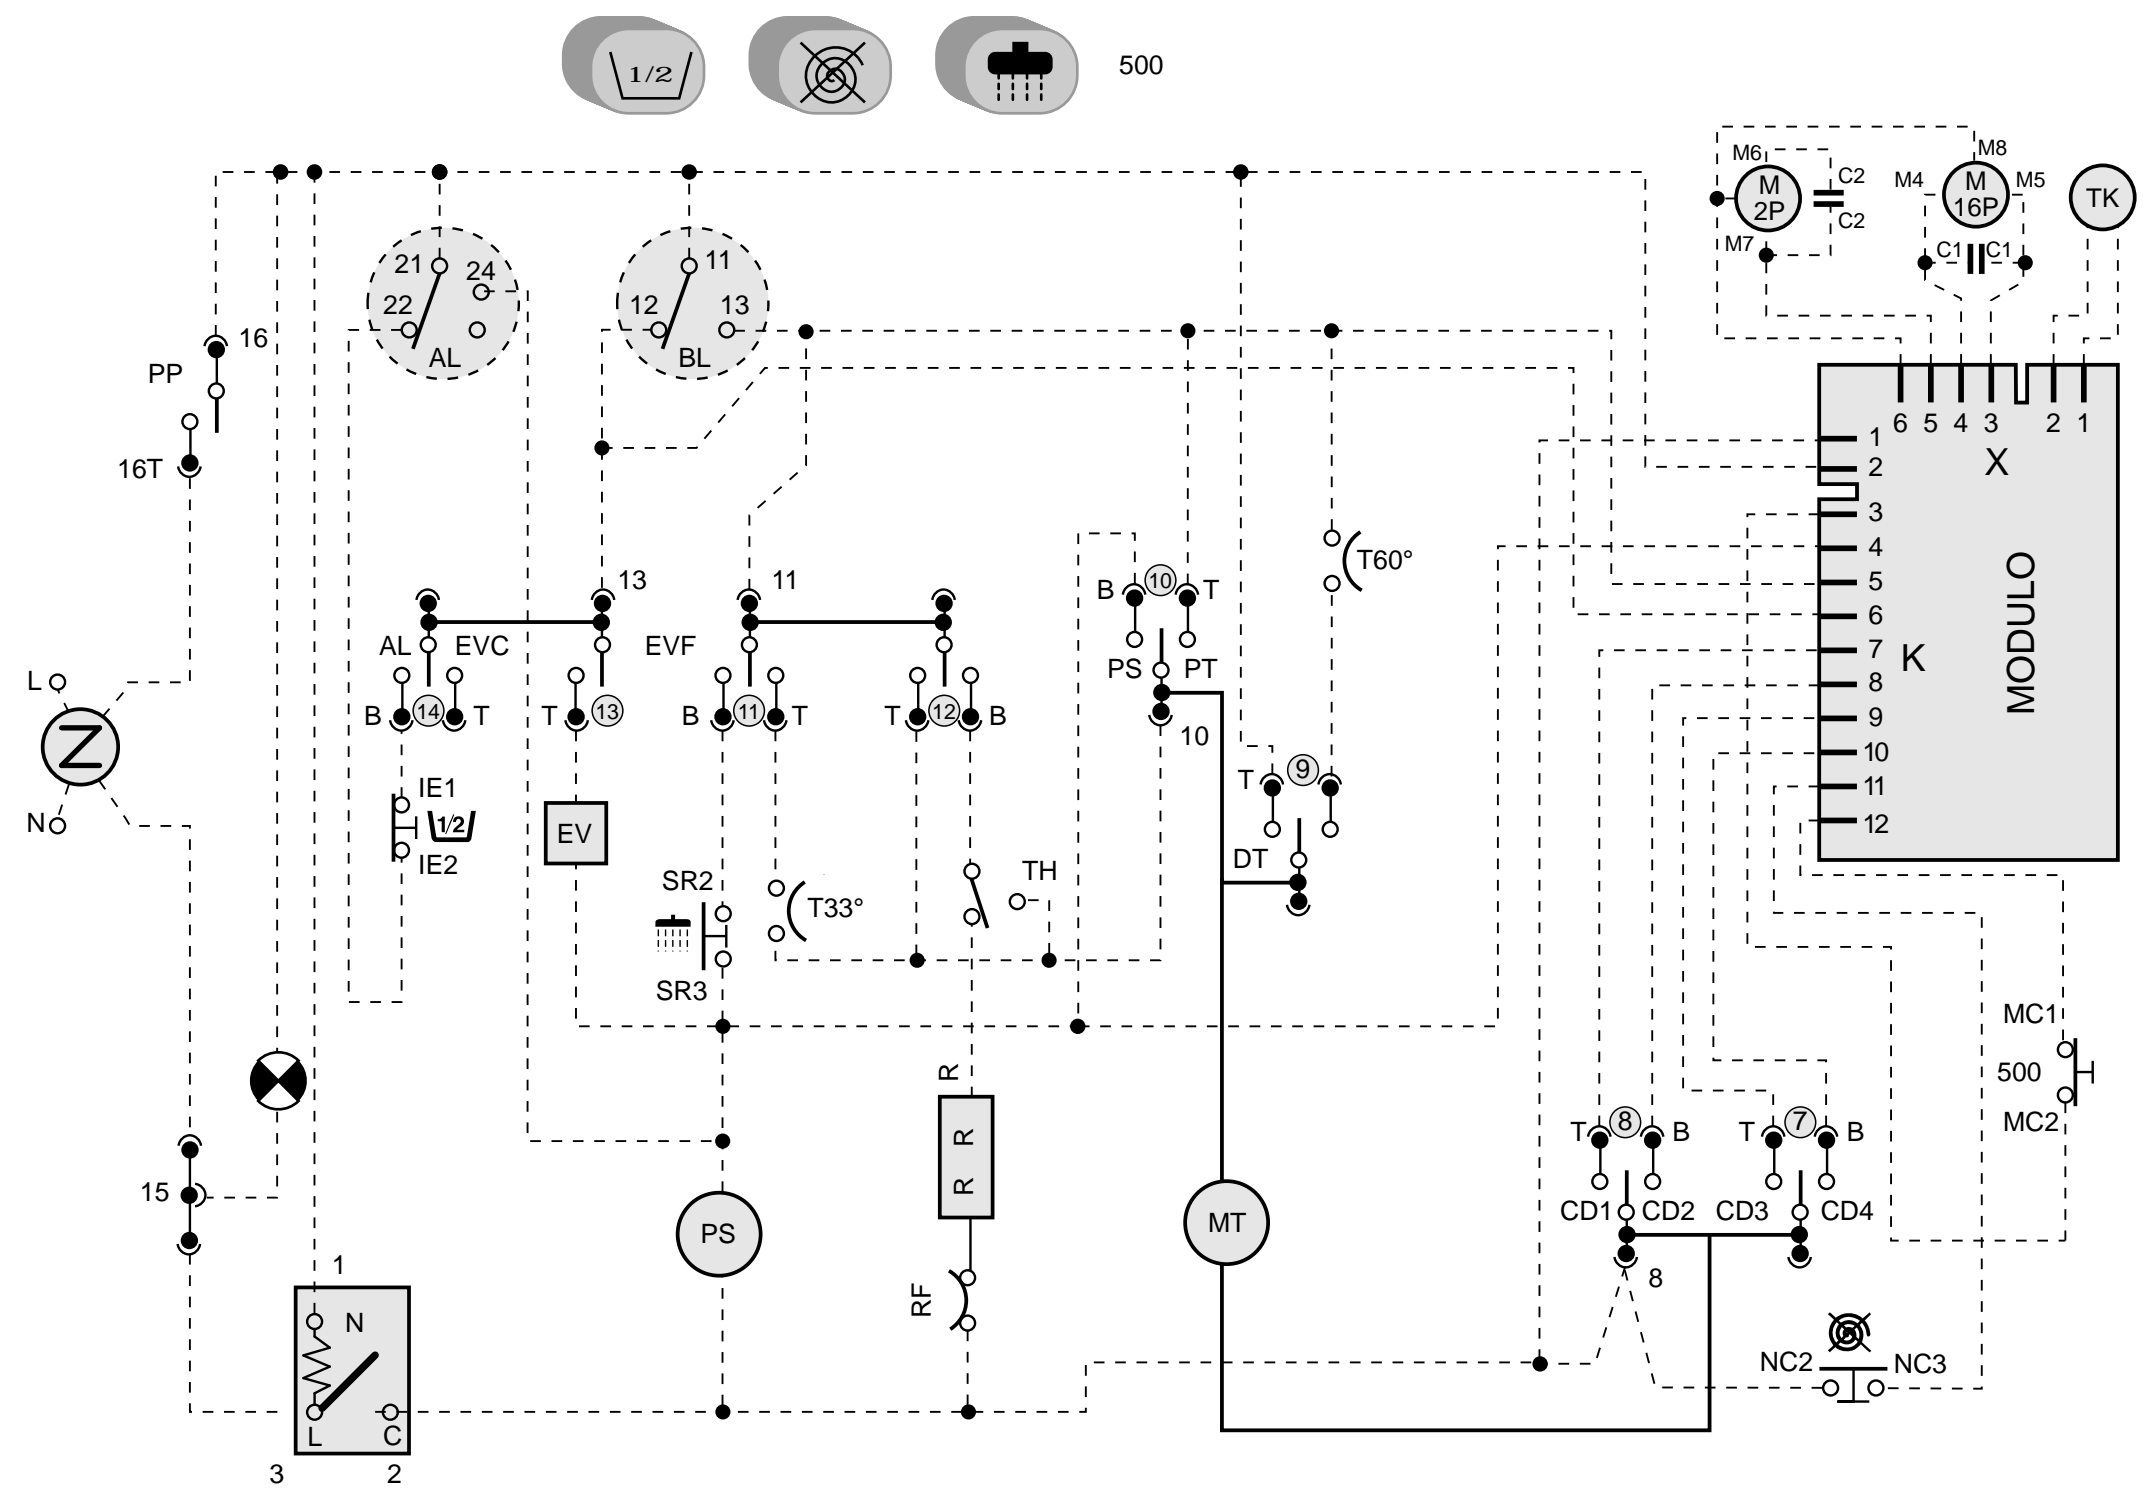 1/2
500
M6
M
2P
C2
C2
M7
M8
M4
M
16P
M5
C1
C1
TK
21
24
22
AL
11
12
13
BL
16
PP
16T
6 5 4 3 2 1
X
1
2
3
4
5
6
7
8
9
10
11
12
K
MODULO
T60°
13
11
B
10
T
PS
PT
10
AL
EVC
EVF
B
14
T
T
13
B
11
T
T
12
B
L
Z
N
IE1
1/2
IE2
EV
T
9
DT
SR2
SR3
T33°
TH
MC1
500
MC2
R
R
R
T
8
B
T
7
B
15
CD1
CD2
CD3
CD4
8
PS
MT
RF
1
N
L
C
3
2
NC2
NC3